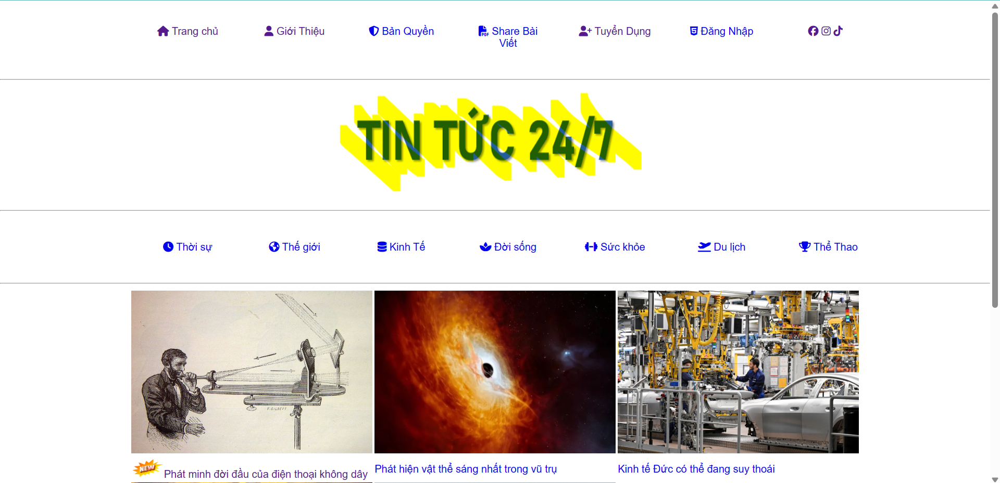 Trang chủ
Giới Thiệu
Bản Quyền
Share Bài
Viết
Tuyển Dụng
Đăng Nhập
TIN TỨC 24/7
Thời sự
Thế giới
Kinh Tế
Đời sống
Sức khỏe
Du lịch
Thể Thao
T. GILBERT
NEW Phát minh đời đầu của điện thoại không dây
Phát hiện vật thể sáng nhất trong vũ trụ
Kinh tế Đức có thể đang suy thoái